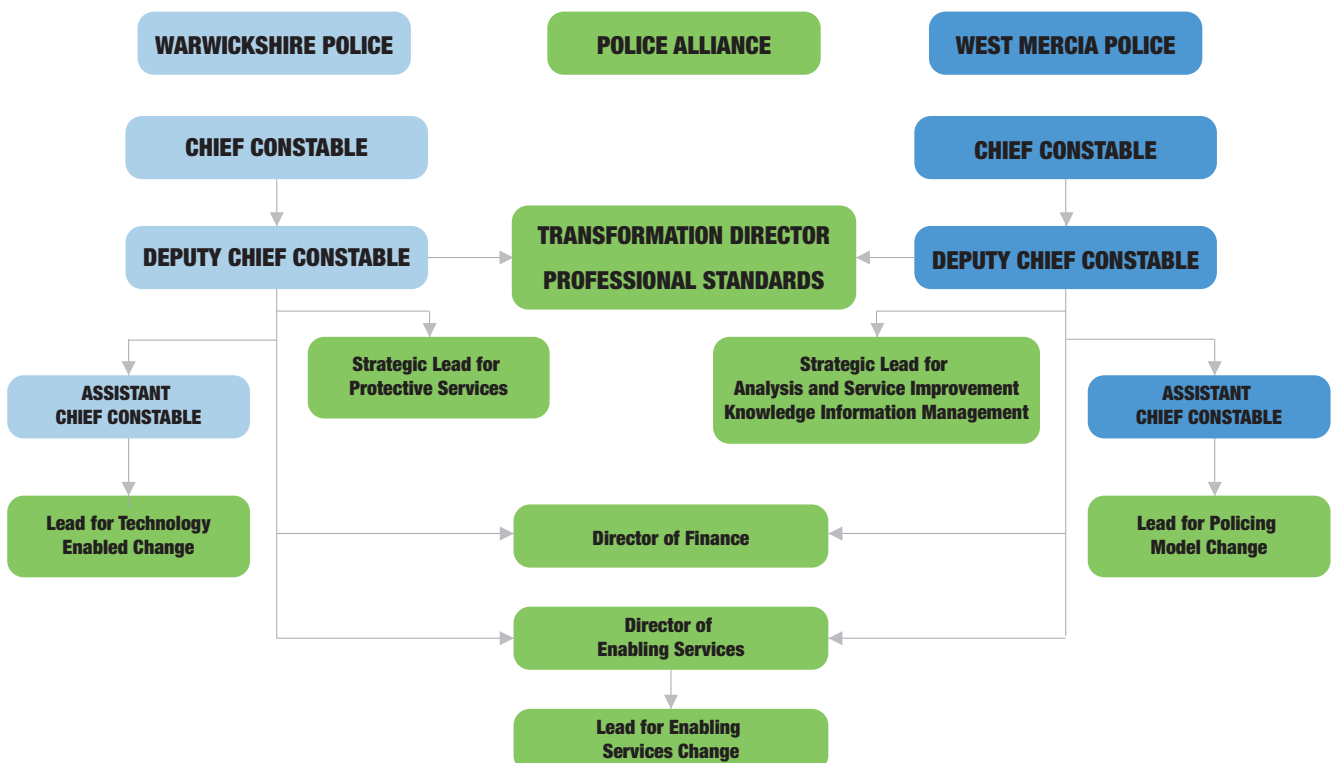 WARWICKSHIRE POLICE
POLICE ALLIANCE
WEST MERCIA POLICE
CHIEF CONSTABLE
CHIEF CONSTABLE
DEPUTY CHIEF CONSTABLE
TRANSFORMATION DIRECTOR
PROFESSIONAL STANDARDS
DEPUTY CHIEF CONSTABLE
Strategic Lead for
Protective Services
Strategic Lead for
Analysis and Service Improvement
Knowledge Information Management
ASSISTANT
CHIEF CONSTABLE
ASSISTANT
CHIEF CONSTABLE
Lead for Technology
Enabled Change
Director of Finance
Lead for Policing
Model Change
Director of
Enabling Services
Lead for Enabling
Services Change